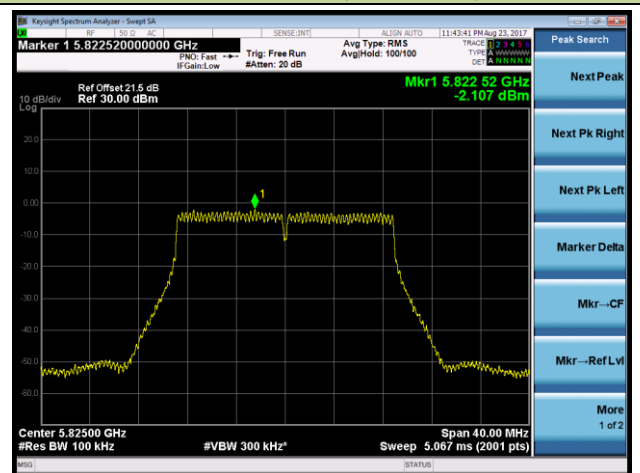 Keysight Spectrum Analyzer - Swept SA
RF 50 Ω AC SENSE:INT ALIGN AUTO 11:43:41 PM Aug 23, 2017
Marker 1 5.822520000000 GHz
PNO: Fast
IFGain:Low
Trig: Free Run
#Atten: 20 dB
Avg Type: RMS
Avg|Hold: 100/100
TRACE 1 2 3 4 5 6
TYPE A WWWWW
DET A N N N N N
Peak Search
Ref Offset 21.5 dB
10 dB/div Ref 30.00 dBm
Log
Mkr1 5.822 52 GHz
-2.107 dBm
Next Peak
Next Pk Right
Next Pk Left
Marker Delta
Mkr→CF
Mkr→Ref Lvl
More
1 of 2
20.0
10.0
0.00
-10.0
-20.0
-30.0
-40.0
-50.0
-60.0
1
Center 5.82500 GHz Span 40.00 MHz
#Res BW 100 kHz #VBW 300 kHz* Sweep 5.067 ms (2001 pts)
MSG STATUS